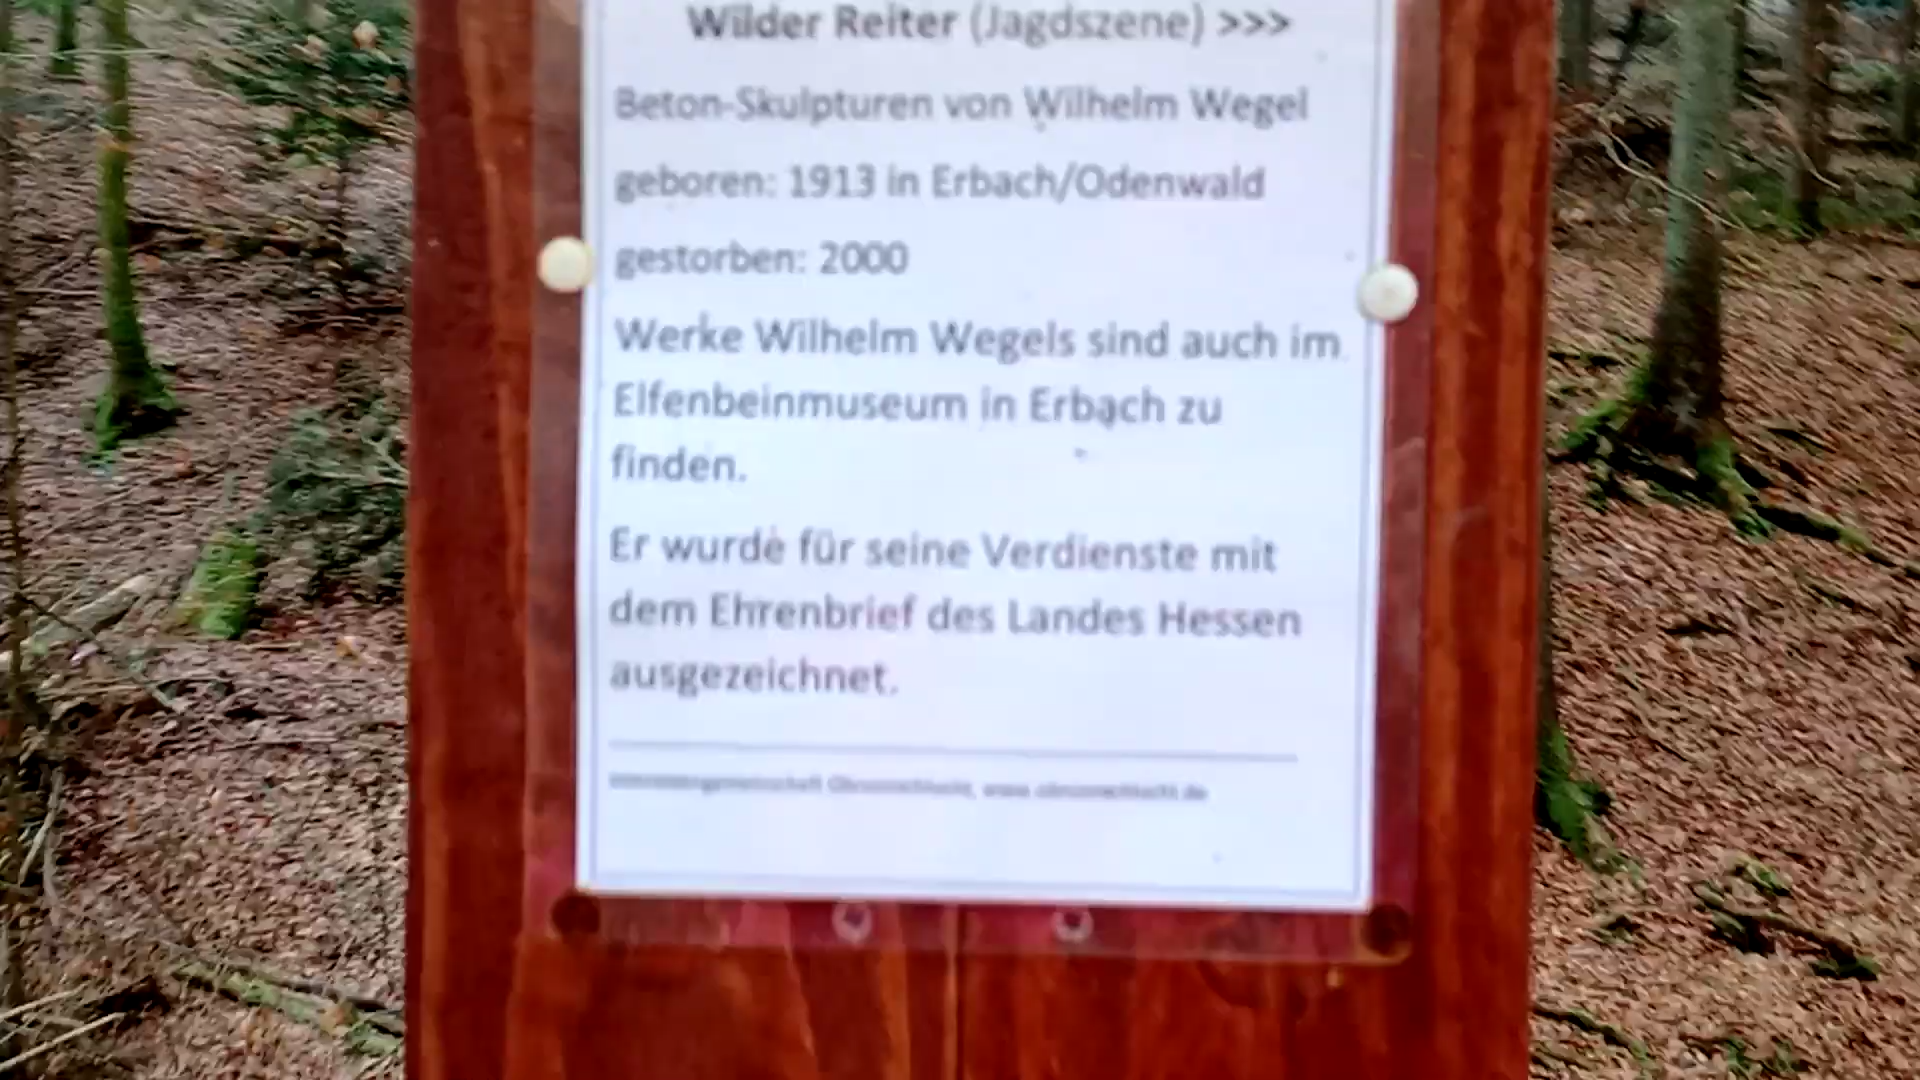 Wilder Reiter (Jagdszene) >>>
Beton-Skulpturen von Wilhelm Wegel
geboren: 1913 in Erbach/Odenwald
gestorben: 2000
Werke Wilhelm Wegels sind auch im
Elfenbeinmuseum in Erbach zu
finden.
Er wurde für seine Verdienste mit
dem Ehrenbrief des Landes Hessen
ausgezeichnet.